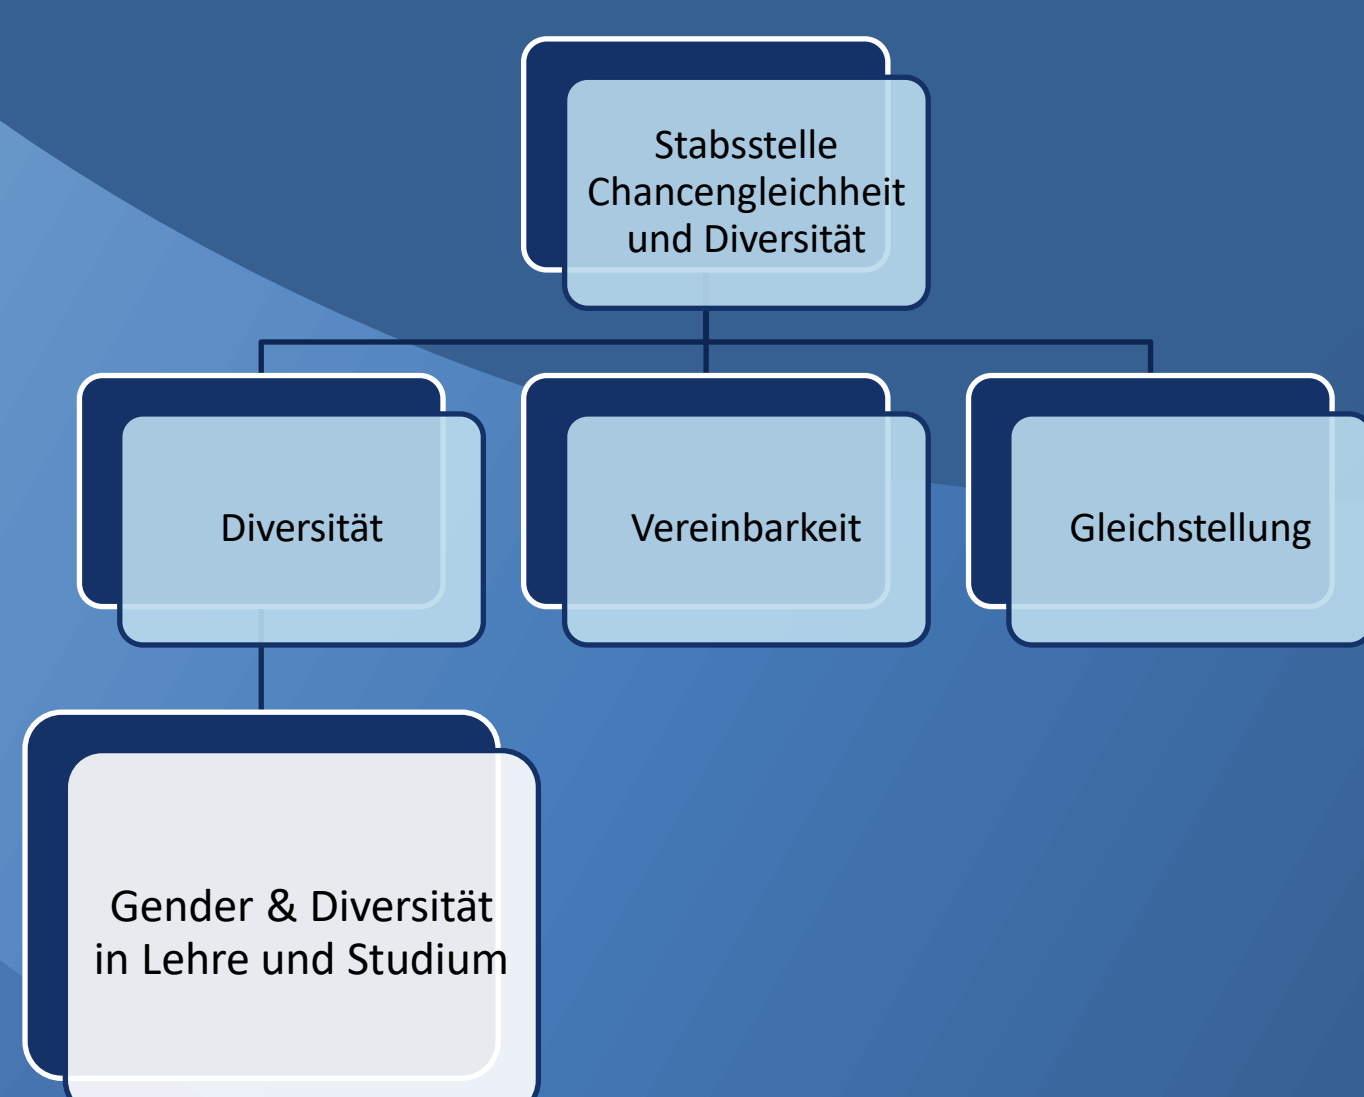 Stabsstelle
Chancengleichheit
und Diversität
Diversität
Vereinbarkeit
Gleichstellung
Gender & Diversität
in Lehre und Studium